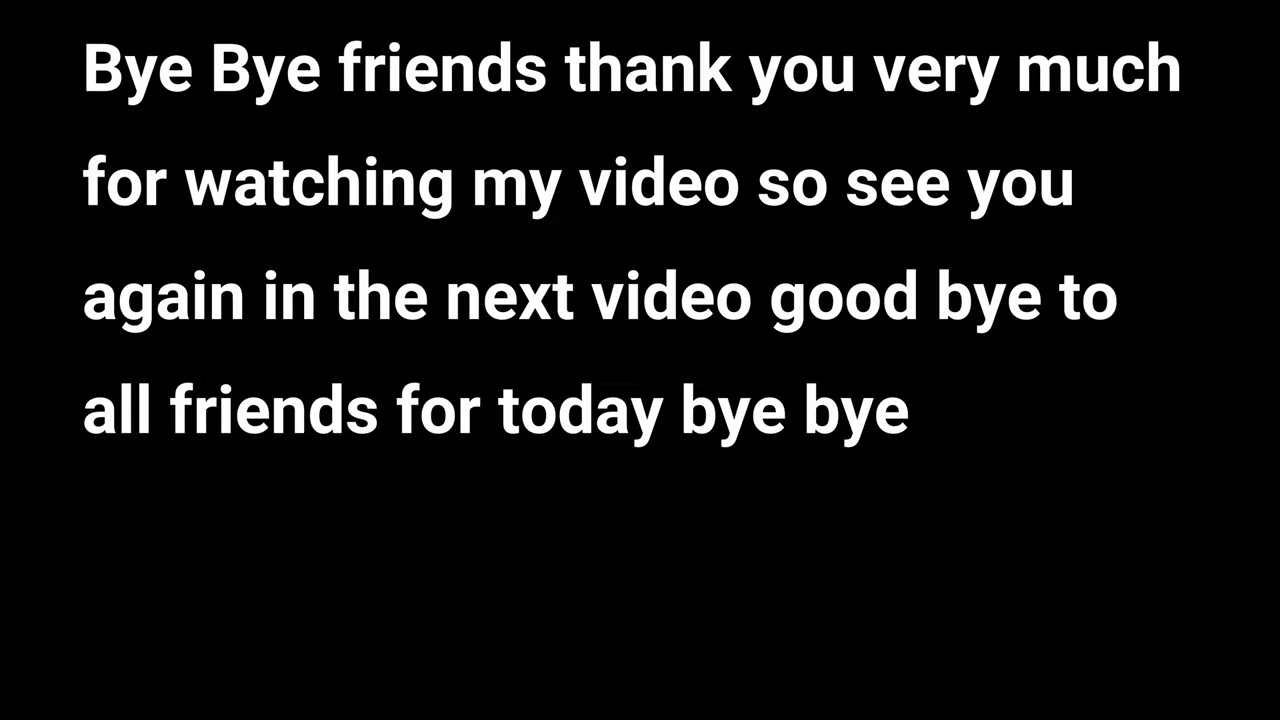 Bye Bye friends thank you very much
for watching my video so see you
again in the next video good bye to
all friends for today bye bye